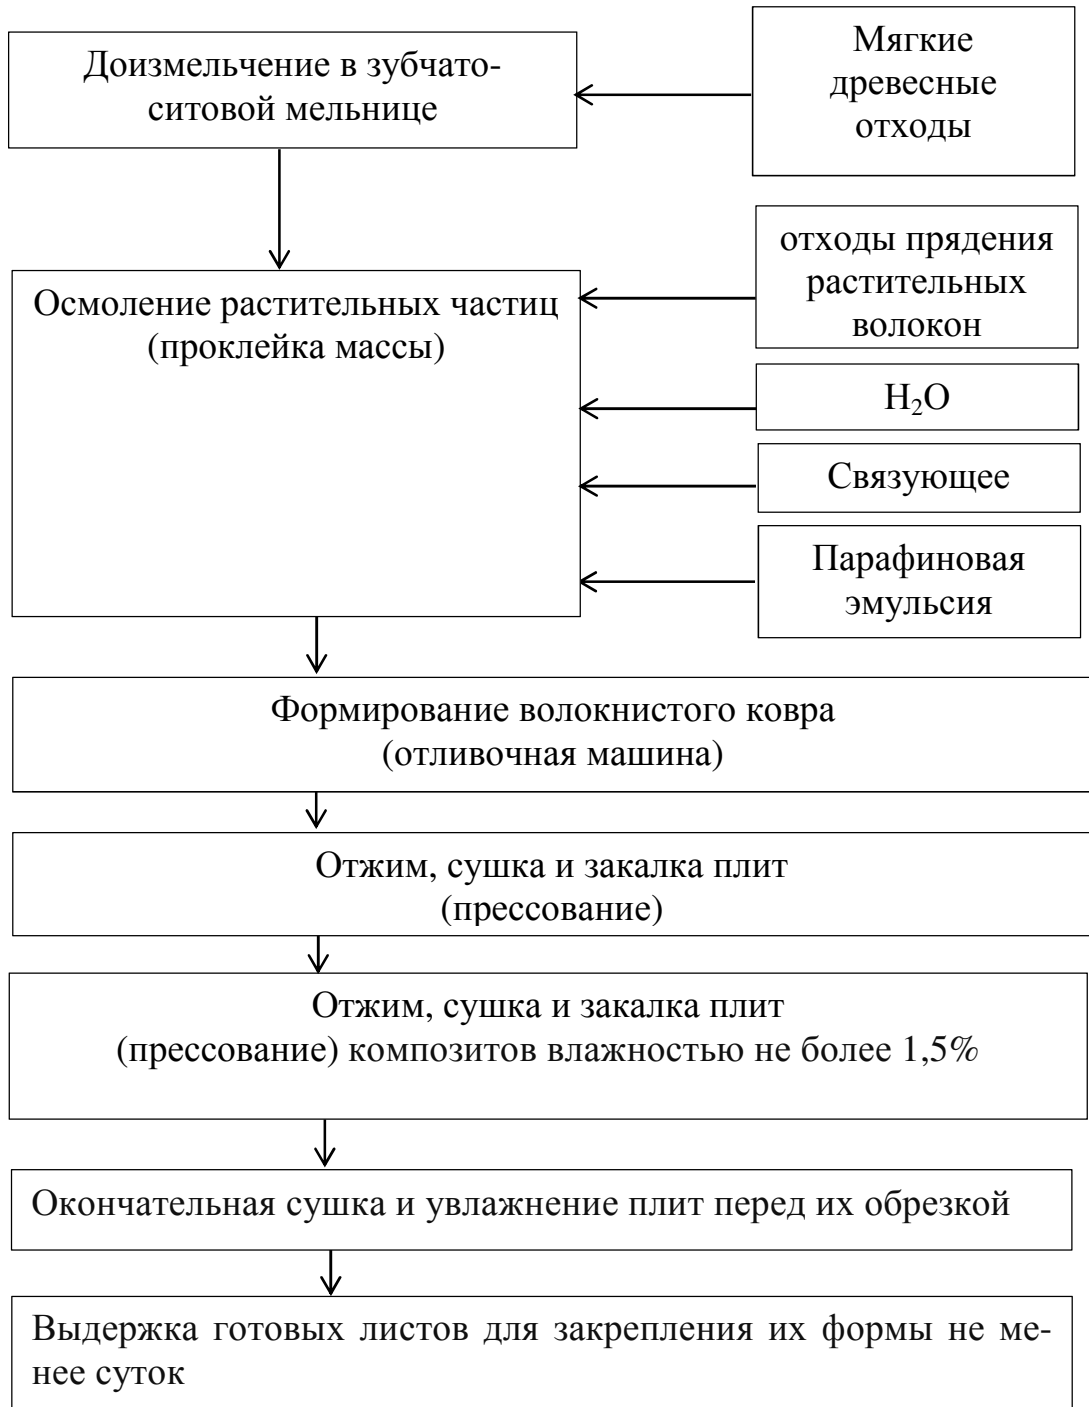 Доизмельчение в зубчато-
ситовой мельнице
Мягкие
древесные
отходы
отходы прядения
растительных
волокон
Осмоление растительных частиц
(проклейка массы)
H₂O
Связующее
Парафиновая
эмульсия
Формирование волокнистого ковра
(отливочная машина)
Отжим, сушка и закалка плит
(прессование)
Отжим, сушка и закалка плит
(прессование) композитов влажностью не более 1,5%
Окончательная сушка и увлажнение плит перед их обрезкой
Выдержка готовых листов для закрепления их формы не ме-
нее суток